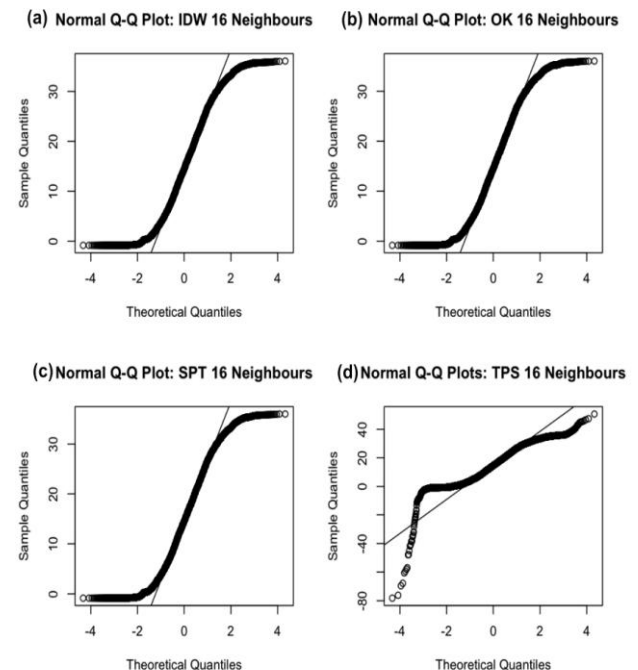 (a) Normal Q-Q Plot: IDW 16 Neighbours
Sample Quantiles
30
20
10
0
-4 -2 0 2 4
Theoretical Quantiles
(b) Normal Q-Q Plot: OK 16 Neighbours
Sample Quantiles
30
20
10
0
-4 -2 0 2 4
Theoretical Quantiles
(c) Normal Q-Q Plot: SPT 16 Neighbours
Sample Quantiles
30
20
10
0
-4 -2 0 2 4
Theoretical Quantiles
(d) Normal Q-Q Plots: TPS 16 Neighbours
Sample Quantiles
40
20
0
-40
-80
-4 -2 0 2 4
Theoretical Quantiles